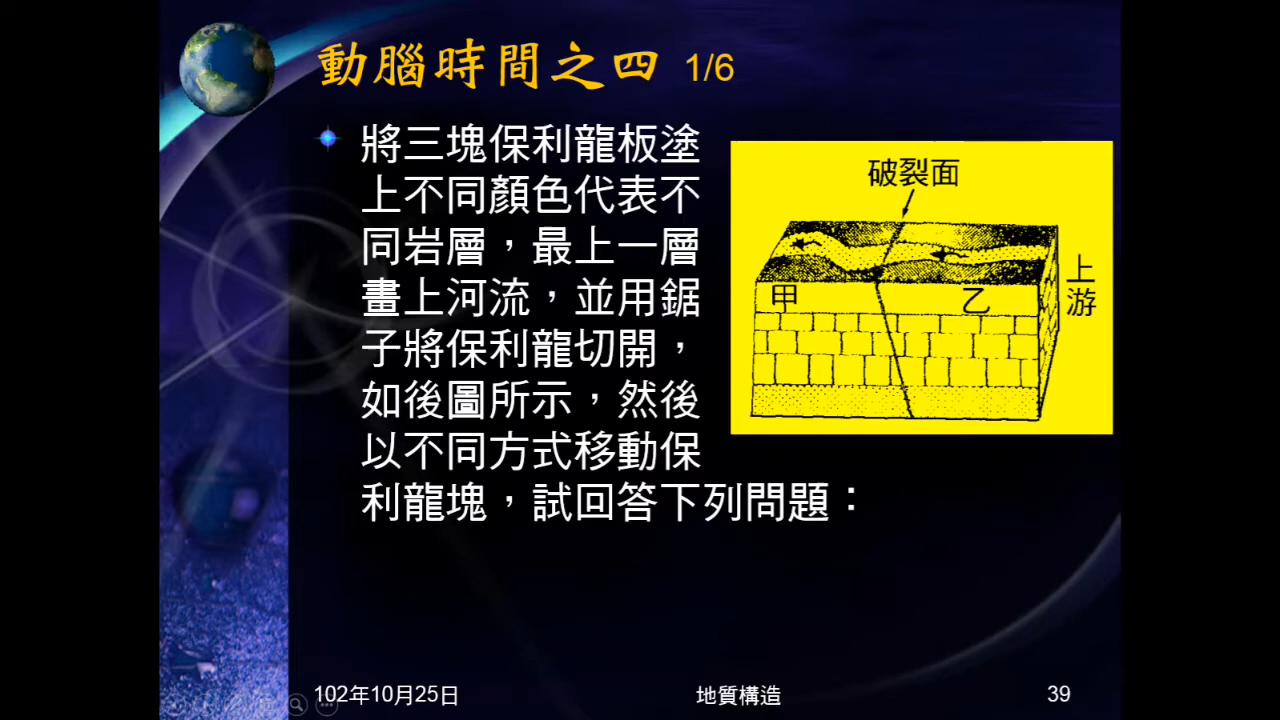 動腦時間之四 1/6
將三塊保利龍板塗
上不同顏色代表不
同岩層，最上一層
畫上河流，並用鋸
子將保利龍切開，
如後圖所示，然後
以不同方式移動保
利龍塊，試回答下列問題：
破裂面
甲
乙
上
游
102年10月25日
地質構造
39